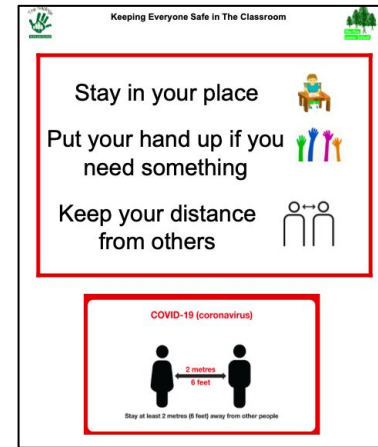 Keeping Everyone Safe in The Classroom
Stay in your place
Put your hand up if you
need something
Keep your distance
from others
COVID-19 (coronavirus)
2 metres
6 feet
Stay at least 2 metres (6 feet) away from other people